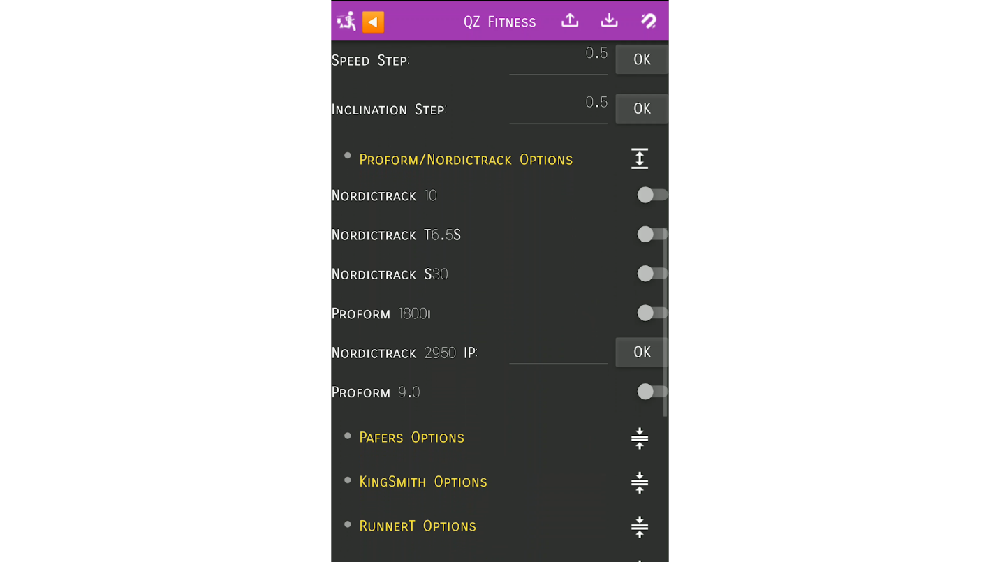 QZ Fitness
Speed Step: 0.5 OK
Inclination Step: 0.5 OK
Proform/Nordictrack Options
Nordictrack 10
Nordictrack T6.5S
Nordictrack S30
Proform 1800i
Nordictrack 2950 IP: OK
Proform 9.0
Pafers Options
KingSmith Options
RunnerT Options